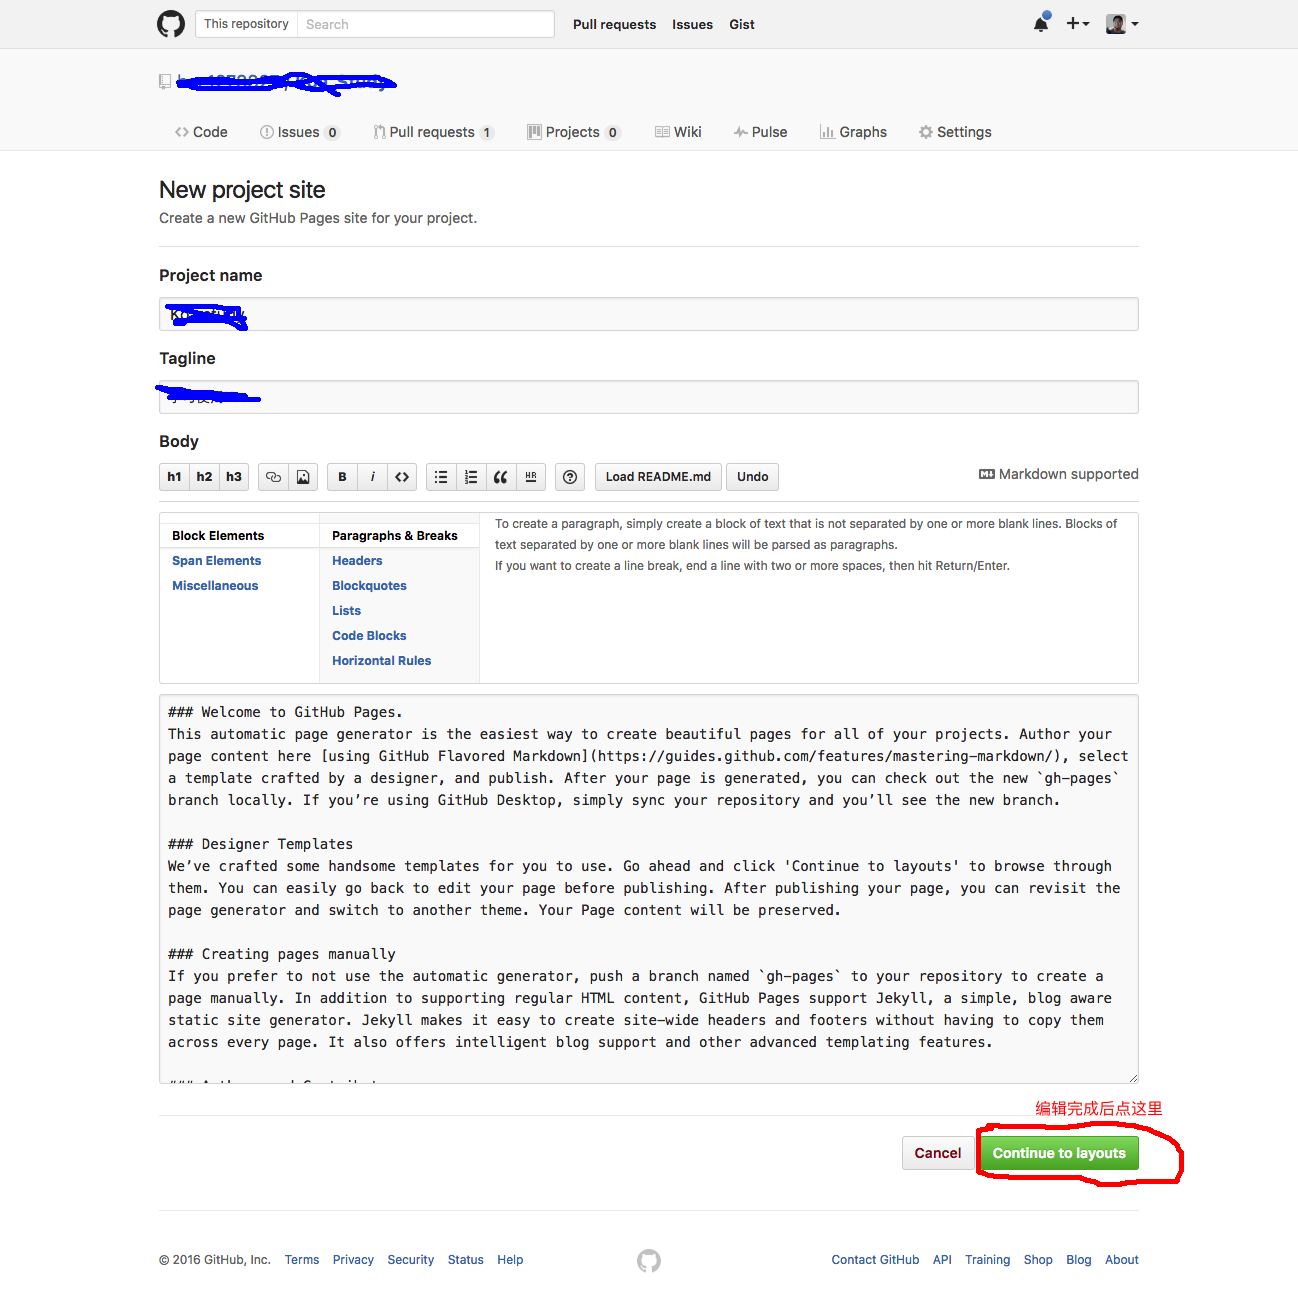 This repository Search Pull requests Issues Gist
Code Issues 0 Pull requests 1 Projects 0 Wiki Pulse Graphs Settings
New project site
Create a new GitHub Pages site for your project.
Project name
Tagline
Body
h1 h2 h3 B i <> HR Load README.md Undo Markdown supported
Block Elements
Span Elements
Miscellaneous
Paragraphs & Breaks
Headers
Blockquotes
Lists
Code Blocks
Horizontal Rules
To create a paragraph, simply create a block of text that is not separated by one or more blank lines. Blocks of
text separated by one or more blank lines will be parsed as paragraphs.
If you want to create a line break, end a line with two or more spaces, then hit Return/Enter.
### Welcome to GitHub Pages.
This automatic page generator is the easiest way to create beautiful pages for all of your projects. Author your
page content here [using GitHub Flavored Markdown](https://guides.github.com/features/mastering-markdown/), select
a template crafted by a designer, and publish. After your page is generated, you can check out the new `gh-pages`
branch locally. If you’re using GitHub Desktop, simply sync your repository and you’ll see the new branch.
### Designer Templates
We’ve crafted some handsome templates for you to use. Go ahead and click 'Continue to layouts' to browse through
them. You can easily go back to edit your page before publishing. After publishing your page, you can revisit the
page generator and switch to another theme. Your Page content will be preserved.
### Creating pages manually
If you prefer to not use the automatic generator, push a branch named `gh-pages` to your repository to create a
page manually. In addition to supporting regular HTML content, GitHub Pages support Jekyll, a simple, blog aware
static site generator. Jekyll makes it easy to create site-wide headers and footers without having to copy them
across every page. It also offers intelligent blog support and other advanced templating features.
编辑完成后点这里
Cancel Continue to layouts
© 2016 GitHub, Inc. Terms Privacy Security Status Help Contact GitHub API Training Shop Blog About